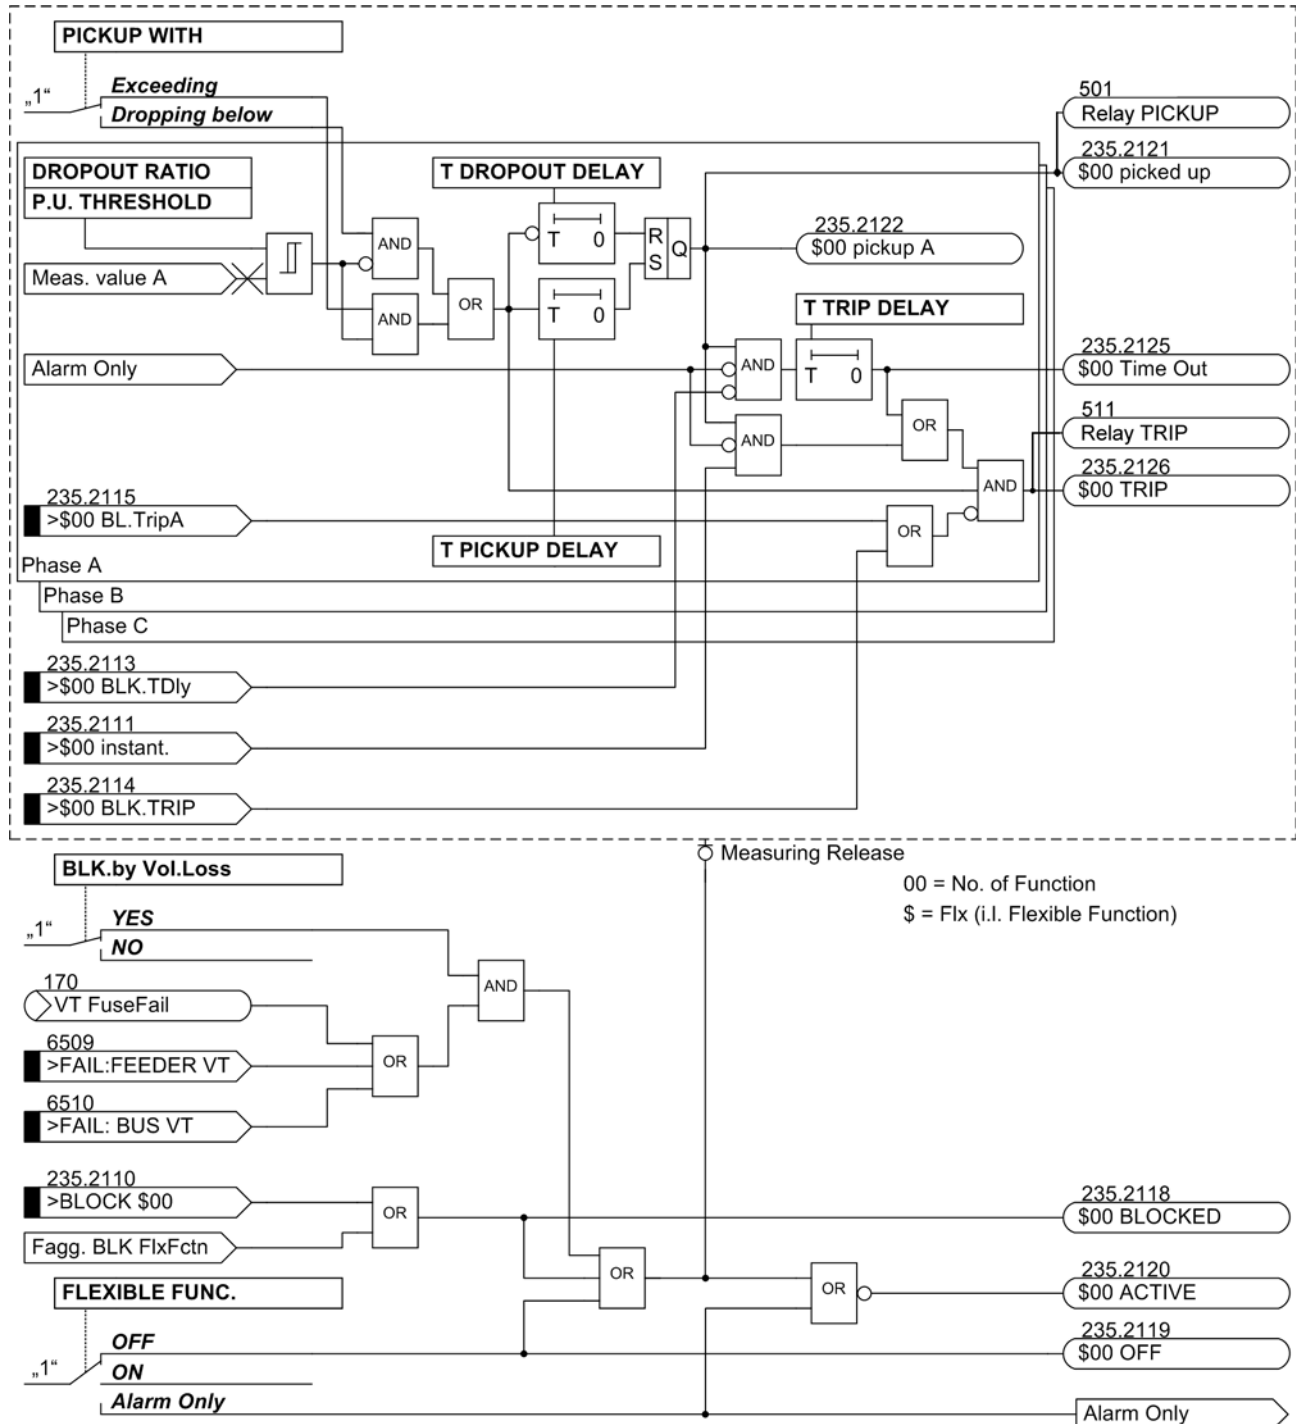 PICKUP WITH
„1“
Exceeding
Dropping below
501
Relay PICKUP
235.2121
$00 picked up
DROPOUT RATIO
P.U. THRESHOLD
T DROPOUT DELAY
AND
T 0
R
S
Q
235.2122
$00 pickup A
Meas. value A
OR
AND
T 0
T TRIP DELAY
Alarm Only
AND
T 0
235.2125
$00 Time Out
AND
OR
511
Relay TRIP
235.2126
$00 TRIP
AND
235.2115
>$00 BL.TripA
OR
T PICKUP DELAY
Phase A
Phase B
Phase C
235.2113
>$00 BLK.TDly
235.2111
>$00 instant.
235.2114
>$00 BLK.TRIP
Measuring Release
BLK.by Vol.Loss
00 = No. of Function
$ = Flx (i.l. Flexible Function)
„1“
YES
NO
170
VT FuseFail
AND
6509
>FAIL:FEEDER VT
OR
6510
>FAIL: BUS VT
235.2110
>BLOCK $00
OR
235.2118
$00 BLOCKED
Fagg. BLK FlxFctn
OR
OR
235.2120
$00 ACTIVE
FLEXIBLE FUNC.
235.2119
$00 OFF
„1“
OFF
ON
Alarm Only
Alarm Only